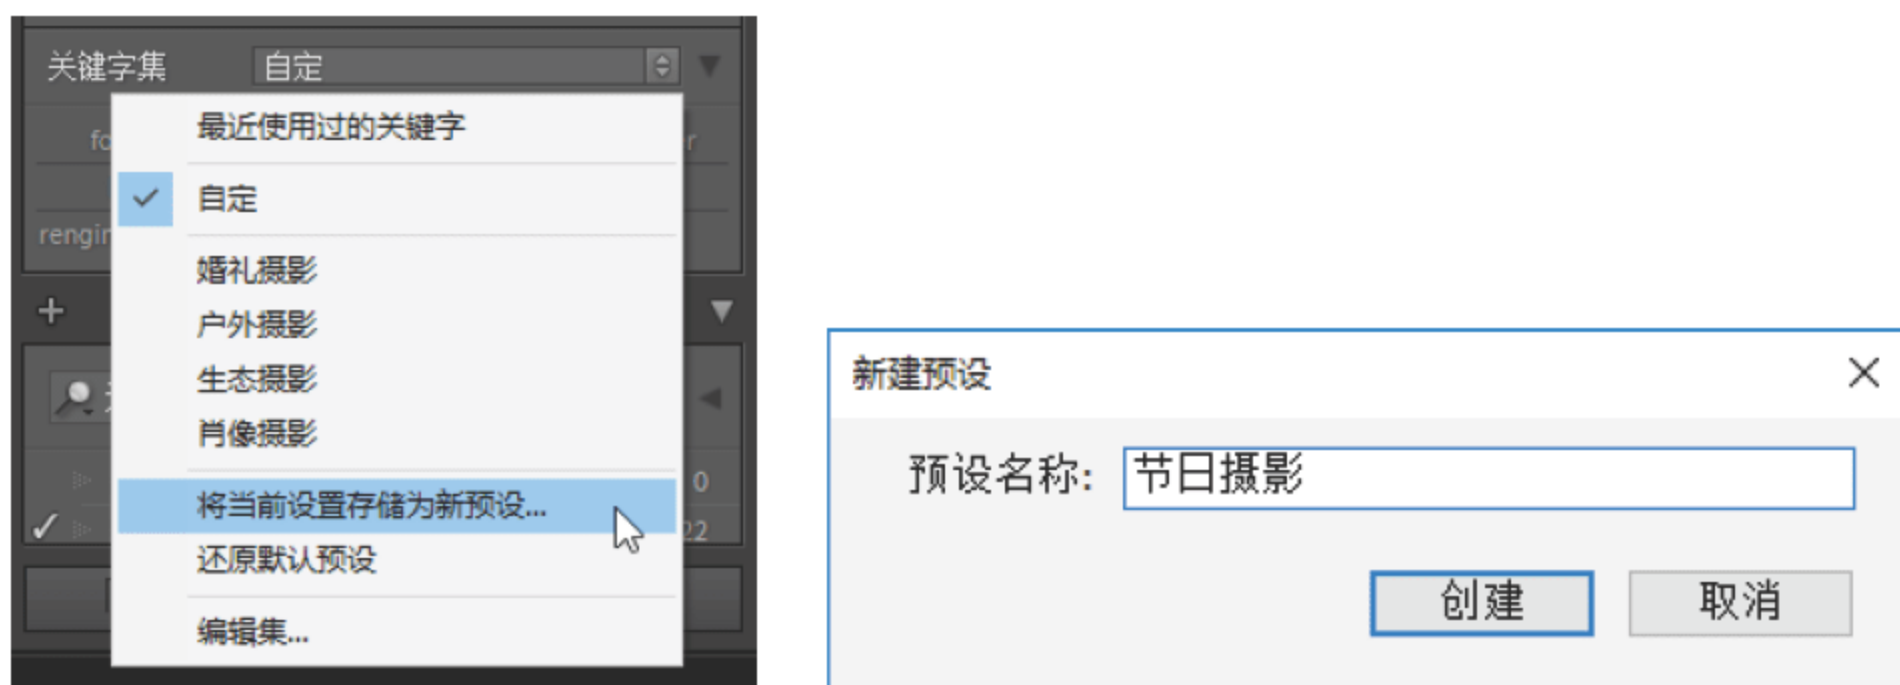 关键字集 自定
最近使用过的关键字
自定
婚礼摄影
户外摄影
生态摄影
肖像摄影
将当前设置存储为新预设...
0
22
还原默认预设
编辑集...
新建预设
预设名称: 节日摄影
创建 取消